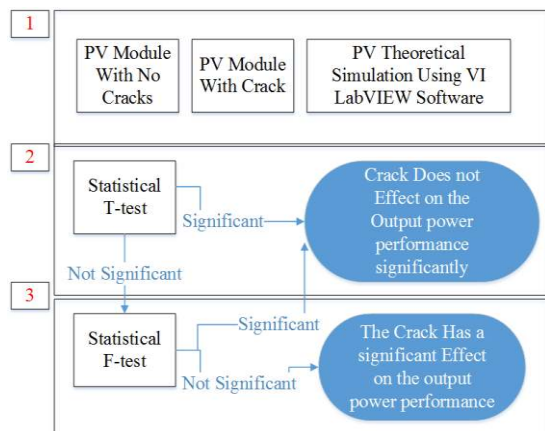 1
PV Module
With No
Cracks
PV Module
With Crack
PV Theoretical
Simulation Using VI
LabVIEW Software
2
Statistical
T-test
Significant
Crack Does not
Effect on the
Output power
performance
significantly
Not Significant
3
Statistical
F-test
Significant
Not Significant
The Crack Has a
significant Effect
on the output
power performance